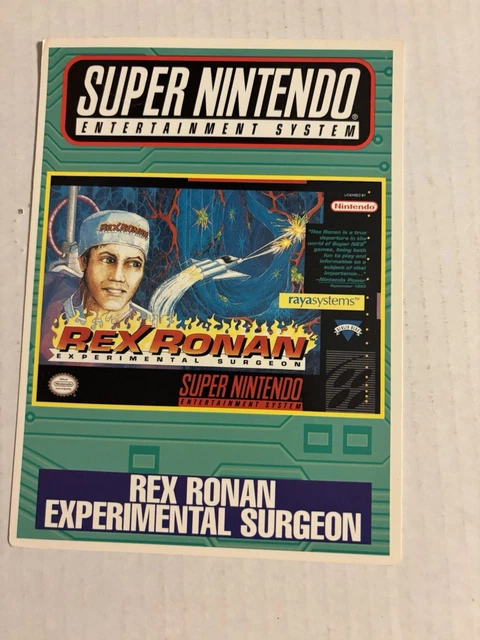 SUPER NINTENDO®
ENTERTAINMENT SYSTEM
LICENSED BY
Nintendo
REX RONAN
"Rex Ronan is a true
departure in the
world of Super NES
games, being both
fun to play and
informative on a
subject of vital
importance..."
—Nintendo Power
raya systems™
REX RONAN
EXPERIMENTAL SURGEON
SUPER NINTENDO
ENTERTAINMENT SYSTEM
REX RONAN
EXPERIMENTAL SURGEON